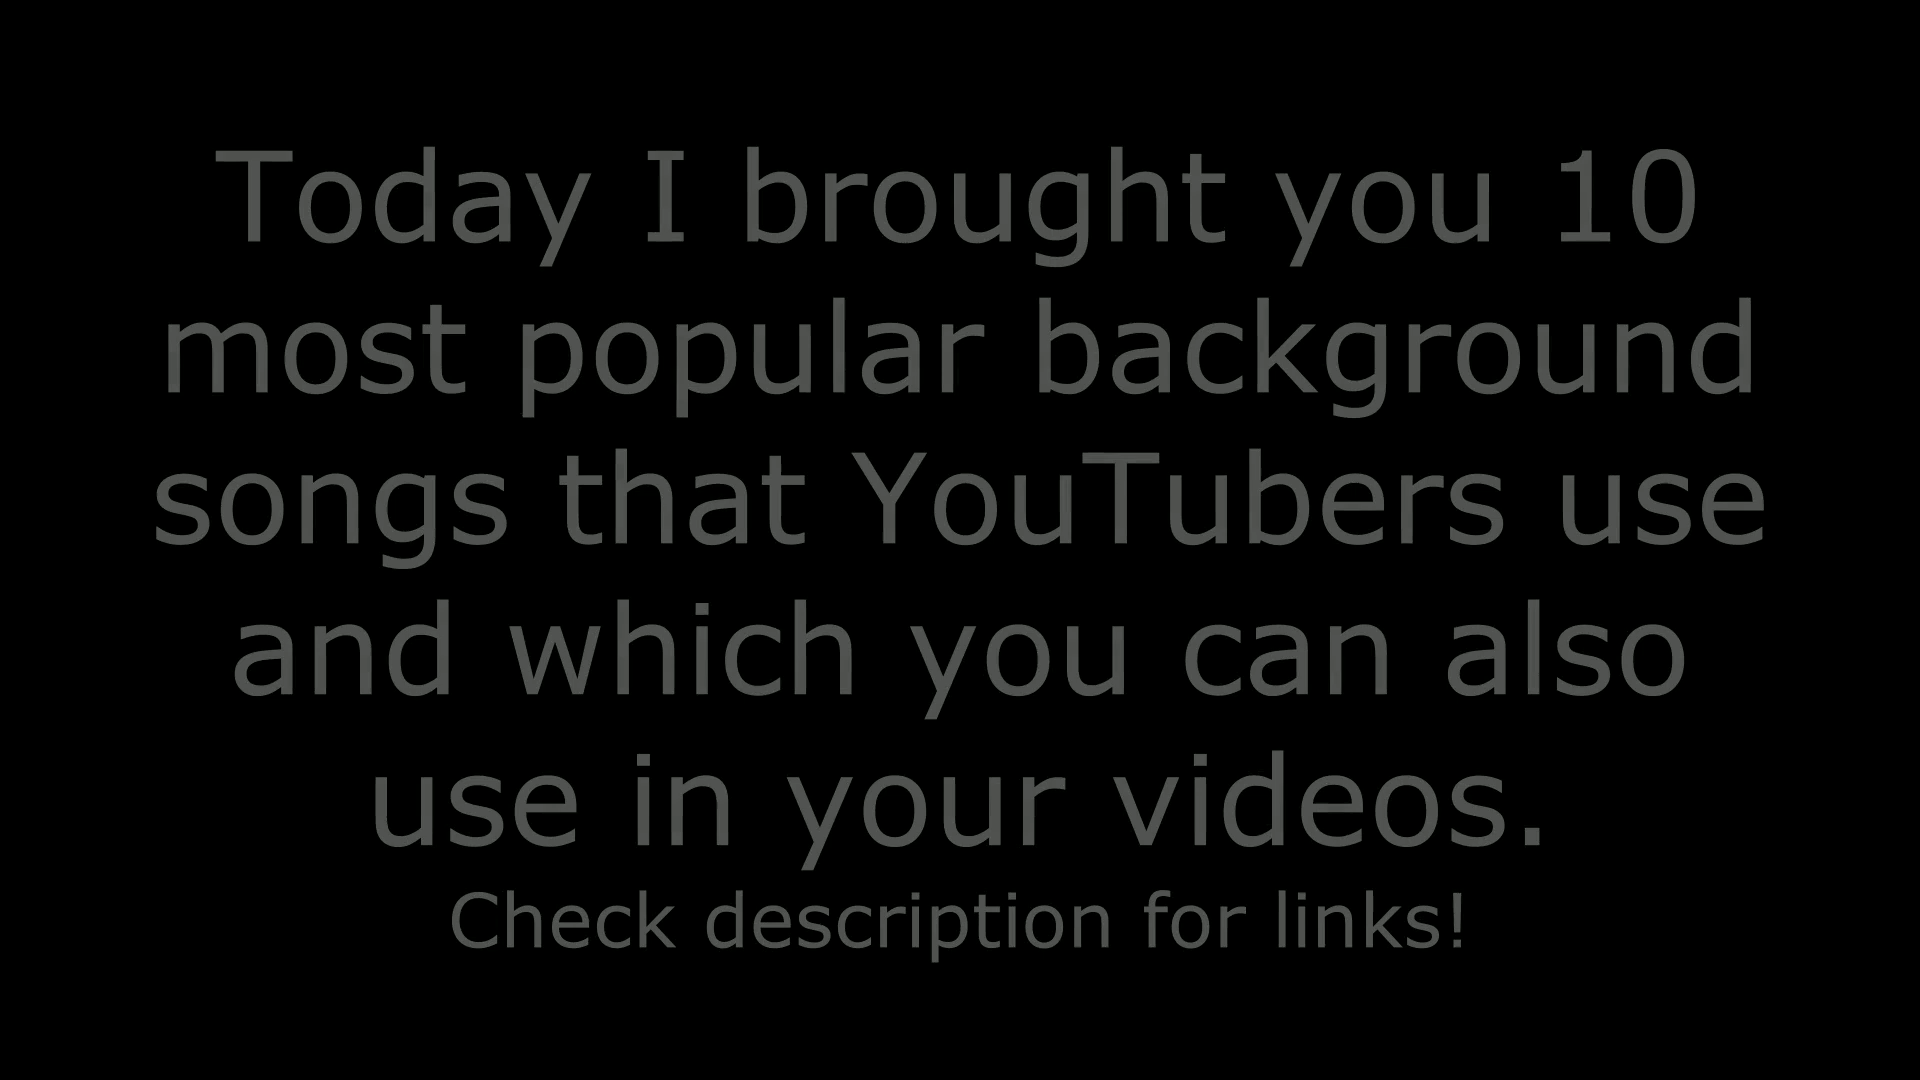 Today I brought you 10
most popular background
songs that YouTubers use
and which you can also
use in your videos.
Check description for links!